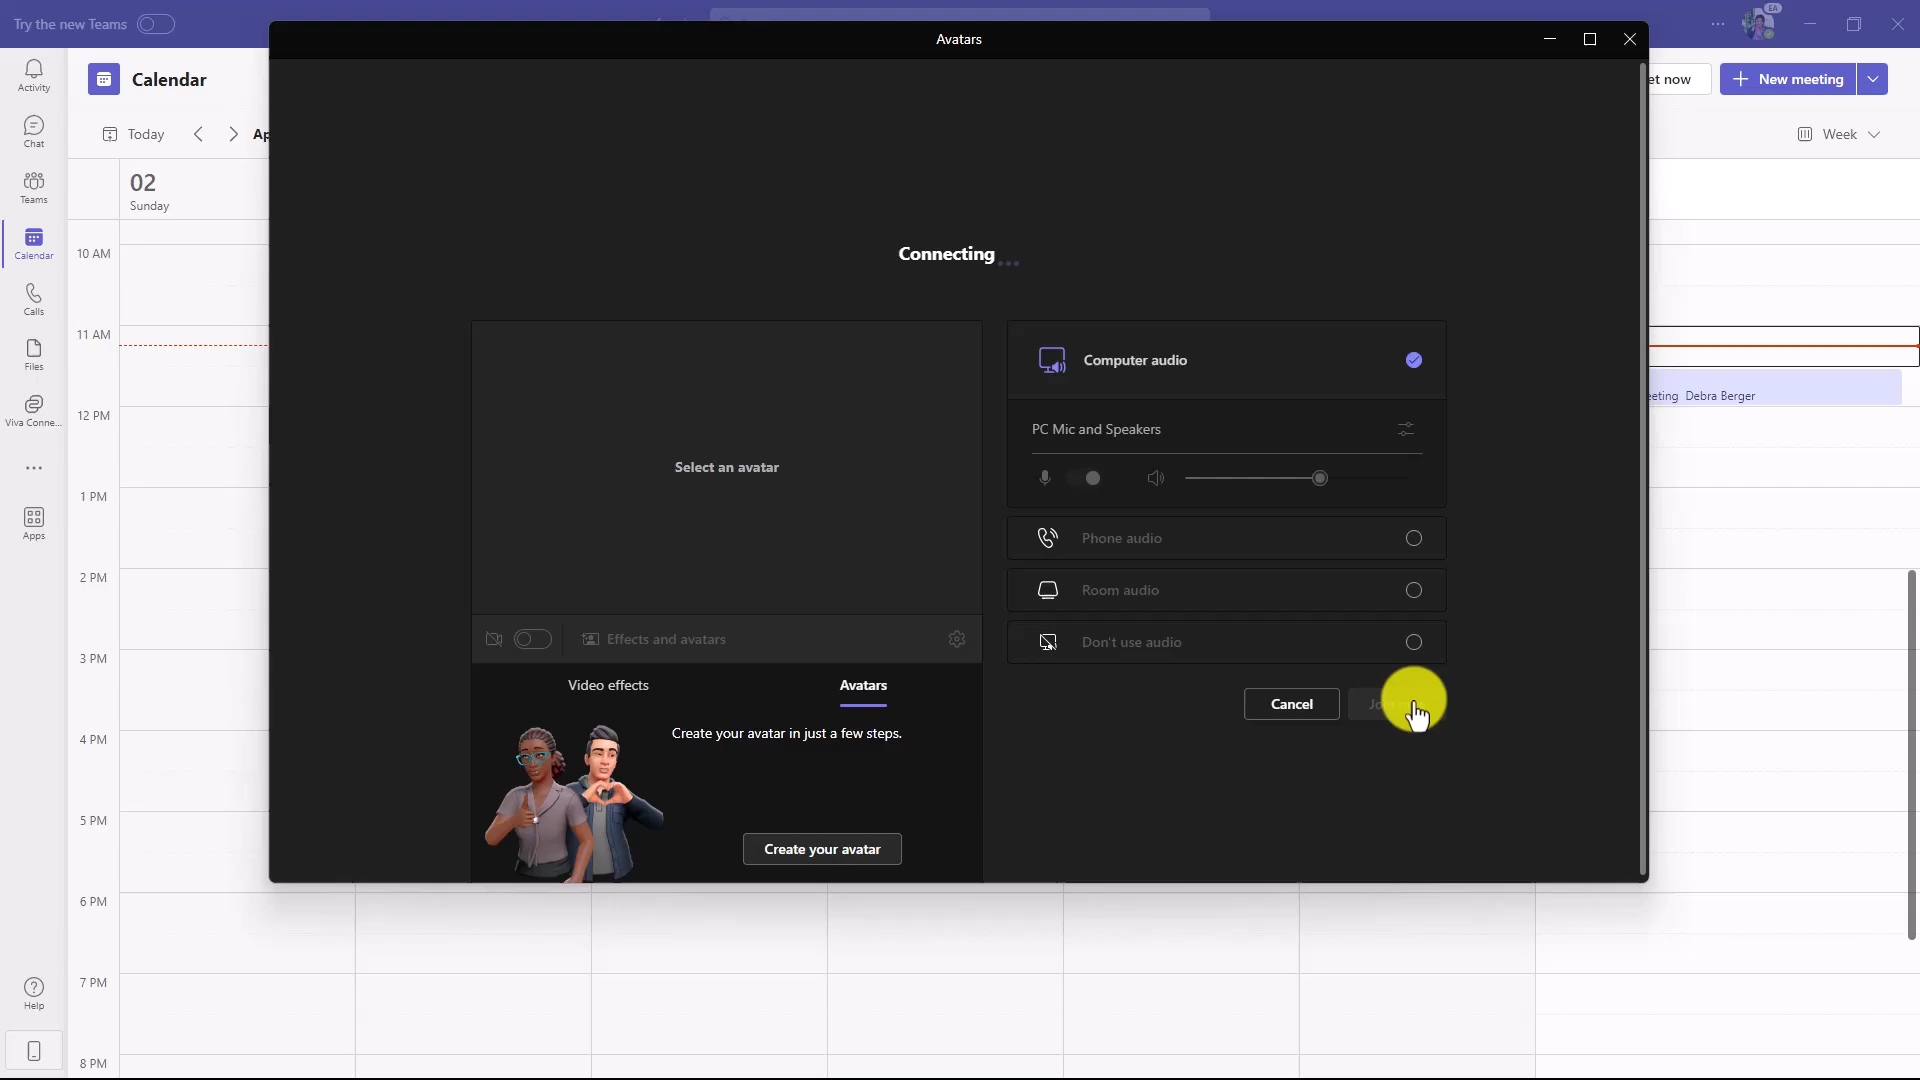 Try the new Teams
EA
Avatars
Activity
Chat
Teams
Calendar
Calls
Files
Viva Conne...
Apps
Help
Calendar
et now
New meeting
Today
Ap
Week
02
Sunday
10 AM
11 AM
12 PM
1 PM
2 PM
3 PM
4 PM
5 PM
6 PM
7 PM
8 PM
eeting Debra Berger
Connecting...
Select an avatar
Effects and avatars
Video effects
Avatars
Create your avatar in just a few steps.
Create your avatar
Computer audio
PC Mic and Speakers
Phone audio
Room audio
Don't use audio
Cancel